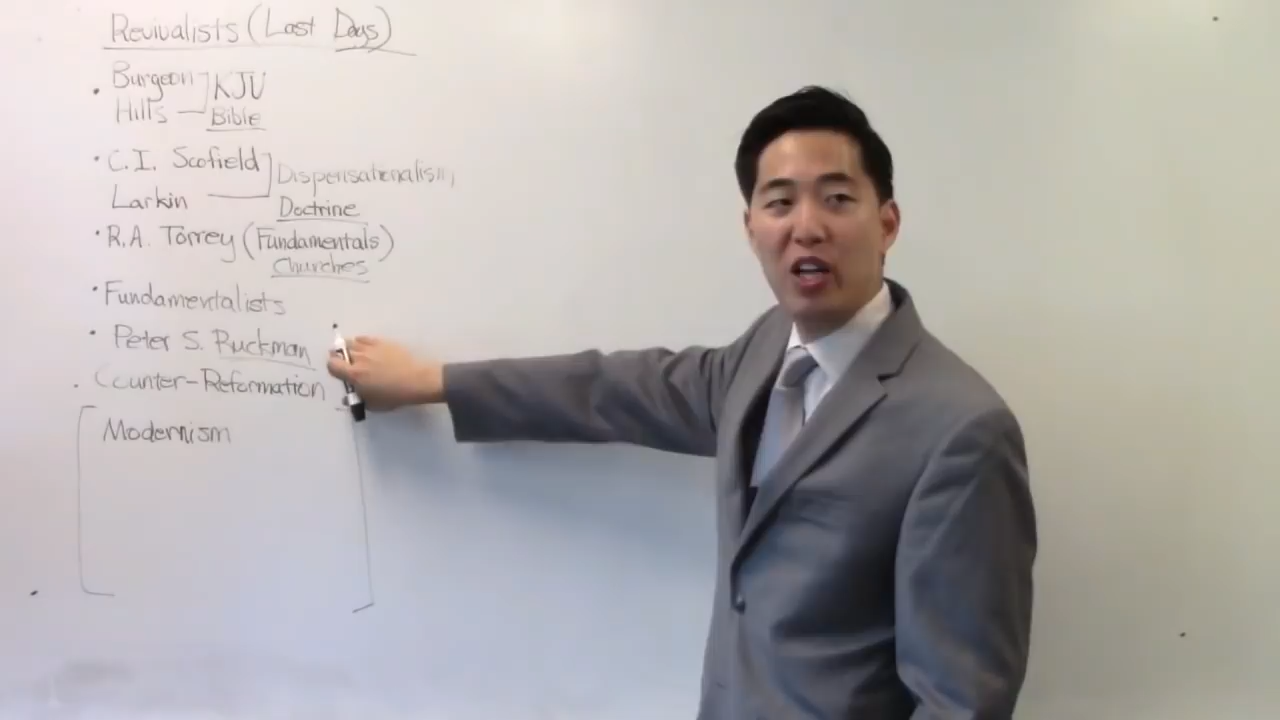 Revivalists (Last Days)
• Burgeon
Hills
KJV
Bible
• C.I. Scofield
Larkin
Dispensationalism,
Doctrine
• R.A. Torrey (Fundamentals)
Churches
• Fundamentalists
• Peter S. Ruckman
• Counter-Reformation
Modernism